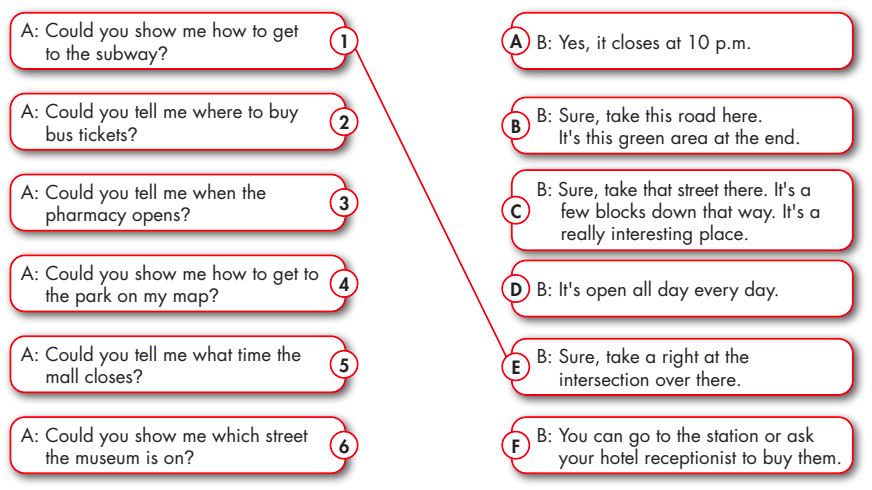 A: Could you show me how to get
to the subway?
1
A: Could you tell me where to buy
bus tickets?
2
A: Could you tell me when the
pharmacy opens?
3
A: Could you show me how to get to
the park on my map?
4
A: Could you tell me what time the
mall closes?
5
A: Could you show me which street
the museum is on?
6
A
B: Yes, it closes at 10 p.m.
B
B: Sure, take this road here.
It's this green area at the end.
C
B: Sure, take that street there. It's a
few blocks down that way. It's a
really interesting place.
D
B: It's open all day every day.
E
B: Sure, take a right at the
intersection over there.
F
B: You can go to the station or ask
your hotel receptionist to buy them.